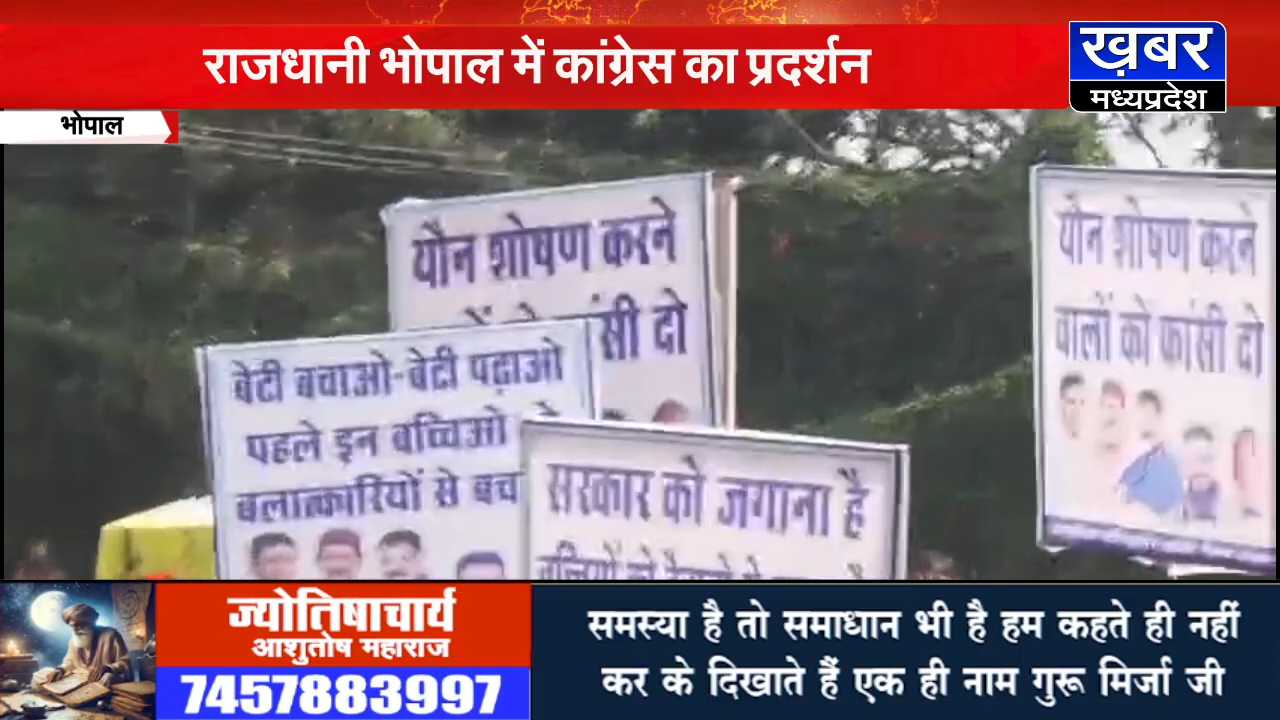 राजधानी भोपाल में कांग्रेस का प्रदर्शन
ख़बर
मध्यप्रदेश
भोपाल
यौन शोषण करने
दो
बेटी बचाओ-बेटी पढ़ाओ
पहले इन बच्चिओ
बलात्कारियों से बच
सरकार को जगाना है
यौन शोषण करने
वालों को फांसी दो
ज्योतिषाचार्य
आशुतोष महाराज
7457883997
समस्या है तो समाधान भी है हम कहते ही नहीं
कर के दिखाते हैं एक ही नाम गुरू मिर्जा जी